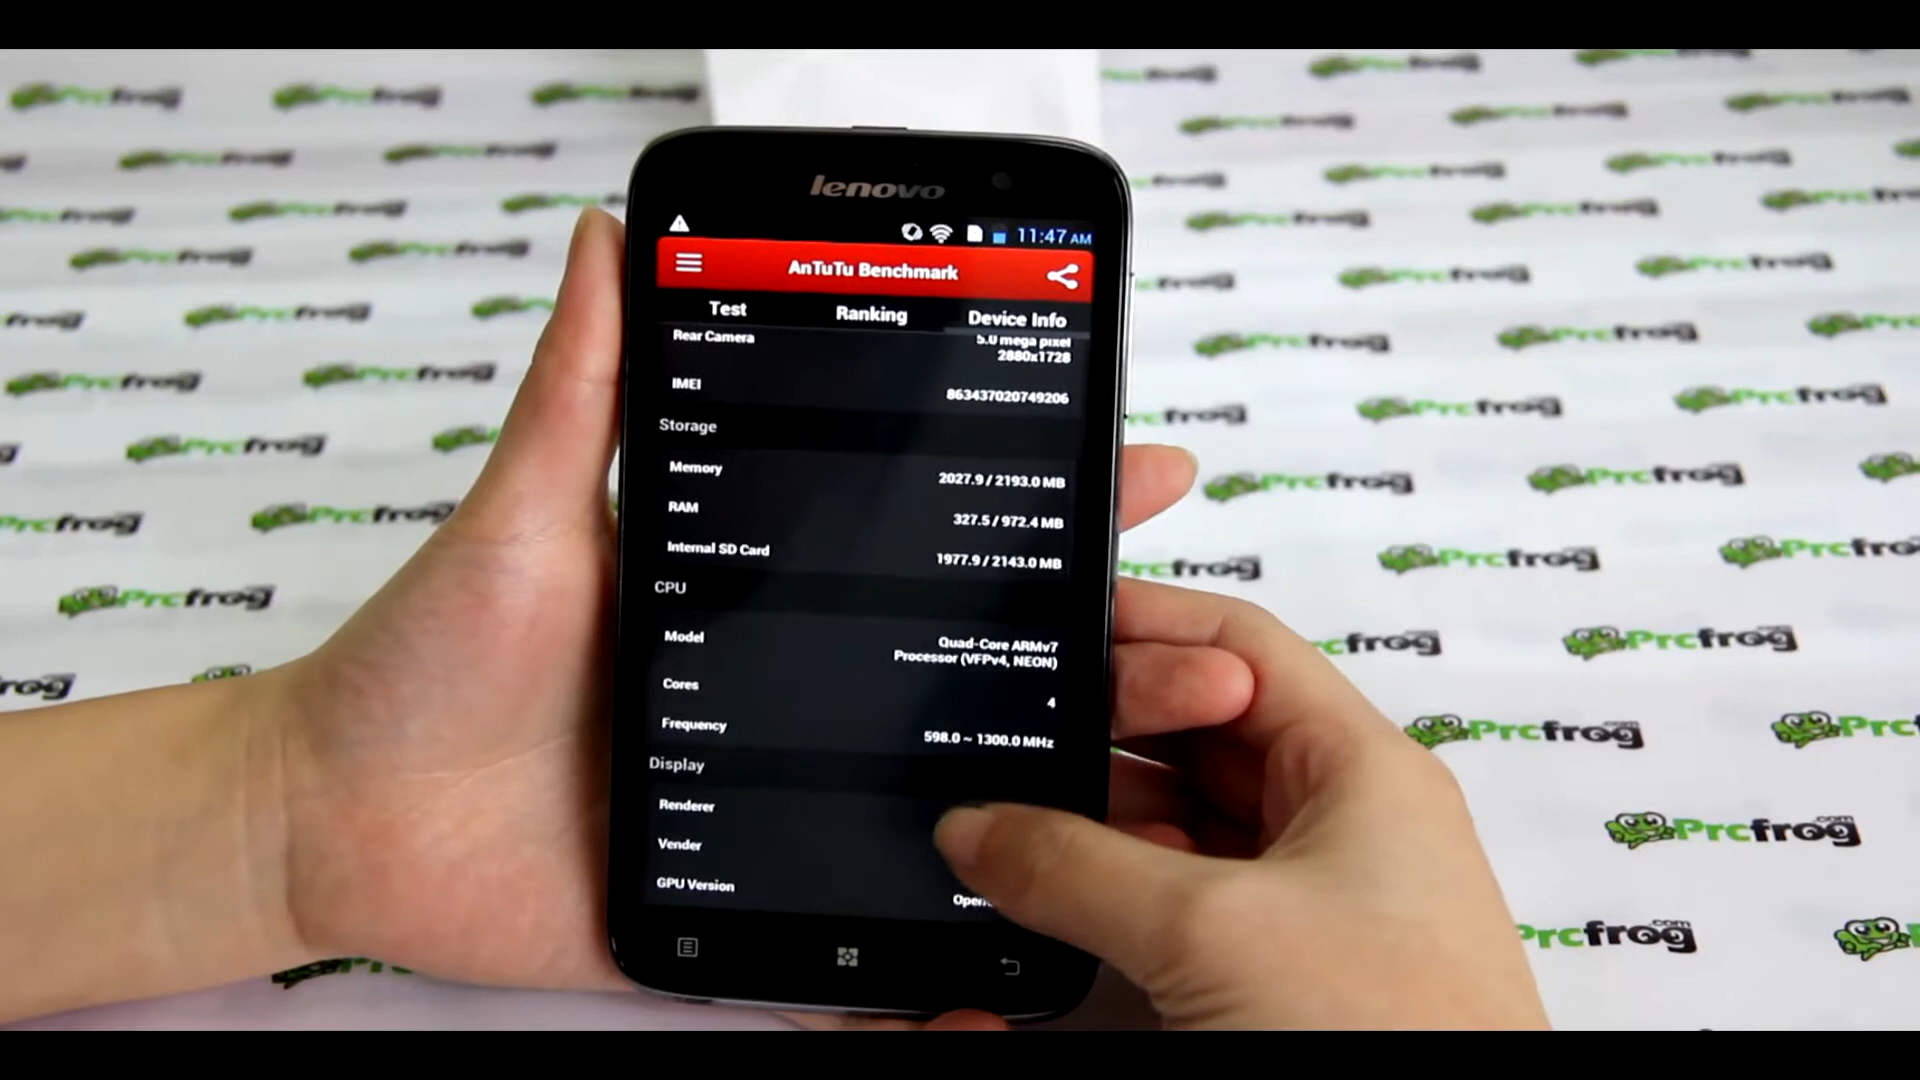 lenovo
11:47 AM
AnTuTu Benchmark
Test Ranking Device Info
Rear Camera 5.0 mega pixel
2880x1728
IMEI 863437020749206
Storage
Memory 2027.9 / 2193.0 MB
RAM 327.5 / 972.4 MB
Internal SD Card 1977.9 / 2143.0 MB
CPU
Model Quad-Core ARMv7
Processor (VFPv4, NEON)
Cores 4
Frequency 598.0 ~ 1300.0 MHz
Display
Renderer
Vender
GPU Version Open
Prcfrog.com